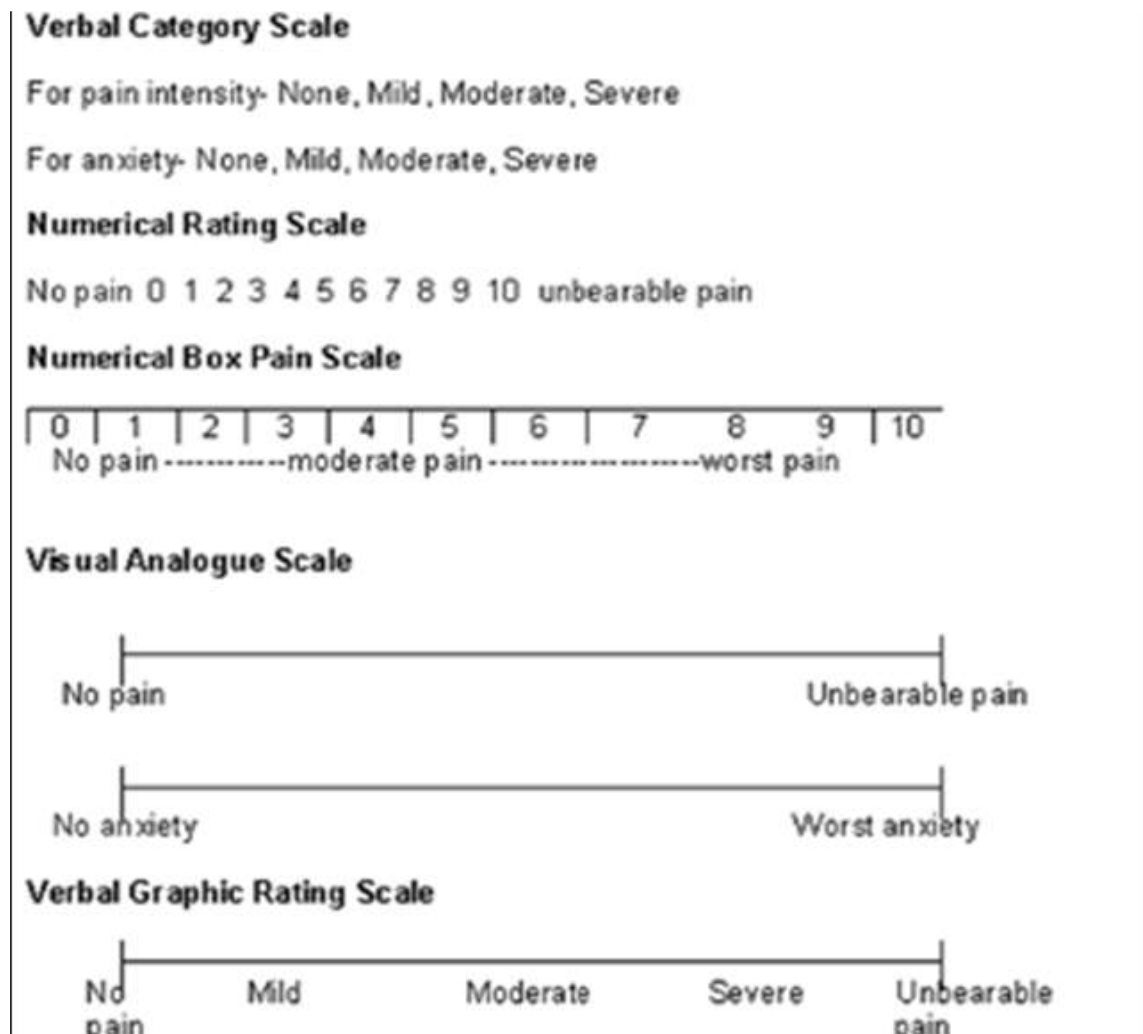 Verbal Category Scale
For pain intensity- None, Mild, Moderate, Severe
For anxiety- None, Mild, Moderate, Severe
Numerical Rating Scale
No pain 0 1 2 3 4 5 6 7 8 9 10 unbearable pain
Numerical Box Pain Scale
| 0 | 1 | 2 | 3 | 4 | 5 | 6 | 7 8 9 | 10
No pain-----------moderate pain-------------------worst pain
Visual Analogue Scale
No pain Unbearable pain
No anxiety Worst anxiety
Verbal Graphic Rating Scale
No Mild Moderate Severe Unbearable
pain pain